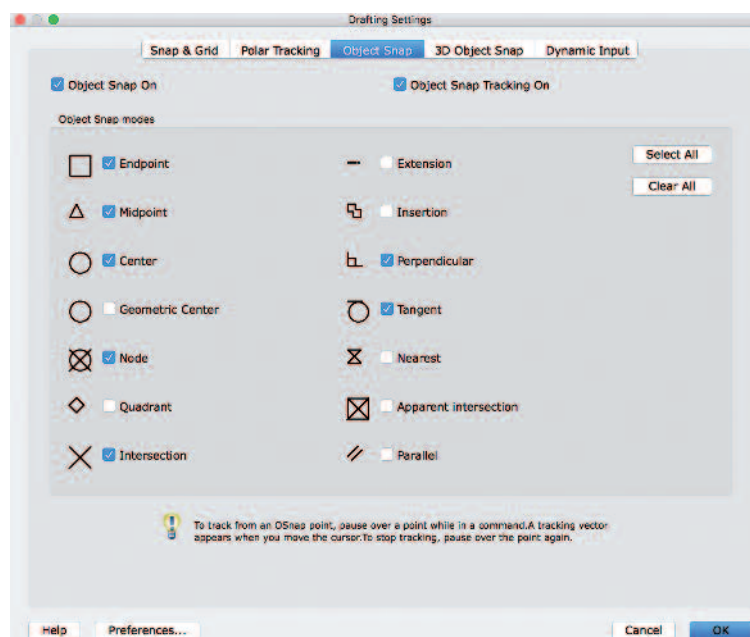 Drafting Settings
Snap & Grid Polar Tracking Object Snap 3D Object Snap Dynamic Input
Object Snap On Object Snap Tracking On
Object Snap modes
Endpoint Extension Select All
Clear All
Midpoint Insertion
Center Perpendicular
Geometric Center Tangent
Node Nearest
Quadrant Apparent intersection
Intersection Parallel
To track from an OSnap point, pause over a point while in a command.A tracking vector
appears when you move the cursor.To stop tracking, pause over the point again.
Help Preferences... Cancel OK